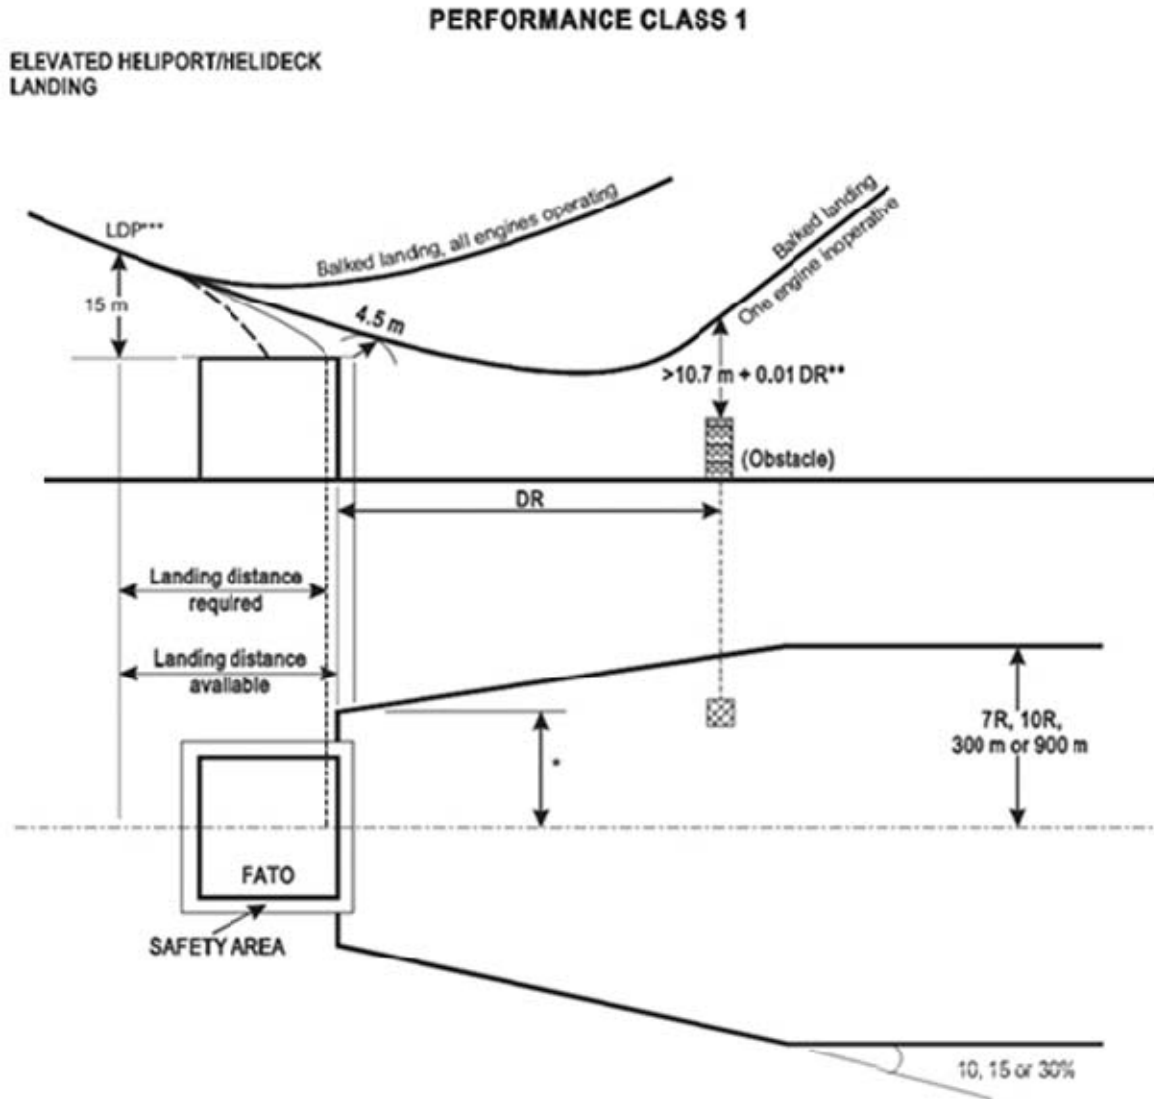 PERFORMANCE CLASS 1
ELEVATED HELIPORT/HELIDECK
LANDING
LDP***
Balked landing, all engines operating
Balked landing
One engine inoperative
15 m
4.5 m
>10.7 m + 0.01 DR**
(Obstacle)
DR
Landing distance
required
Landing distance
available
7R, 10R,
300 m or 900 m
*
FATO
SAFETY AREA
10, 15 or 30%